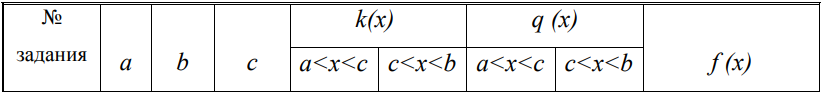 № задания a b c k(x) q (x) f (x)
a<x<c c<x<b a<x<c c<x<b